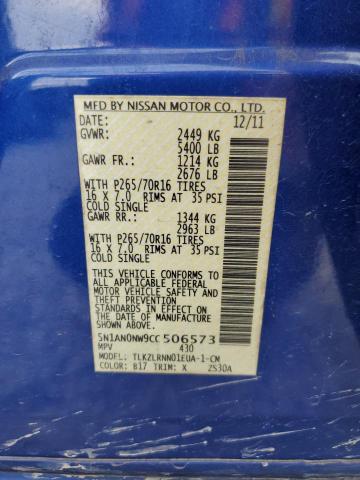 MFD BY NISSAN MOTOR CO., LTD.
DATE: 12/11
GVWR: 2449 KG
5400 LB
GAWR FR.: 1214 KG
2676 LB
WITH P265/70R16 TIRES
16 X 7.0 RIMS AT 35 PSI
COLD SINGLE
GAWR RR.: 1344 KG
2963 LB
WITH P265/70R16 TIRES
16 X 7.0 RIMS AT 35 PSI
COLD SINGLE
THIS VEHICLE CONFORMS TO
ALL APPLICABLE FEDERAL
MOTOR VEHICLE SAFETY
STANDARDS IN EFFECT ON
THE DATE OF MANUFACTURE
SHOWN ABOVE.
5N1AN0NW9CC506573
MPV 430
MODEL: TLKZLRNN01EUA-1-CM
COLOR: B17 TRIM: X ZS30A